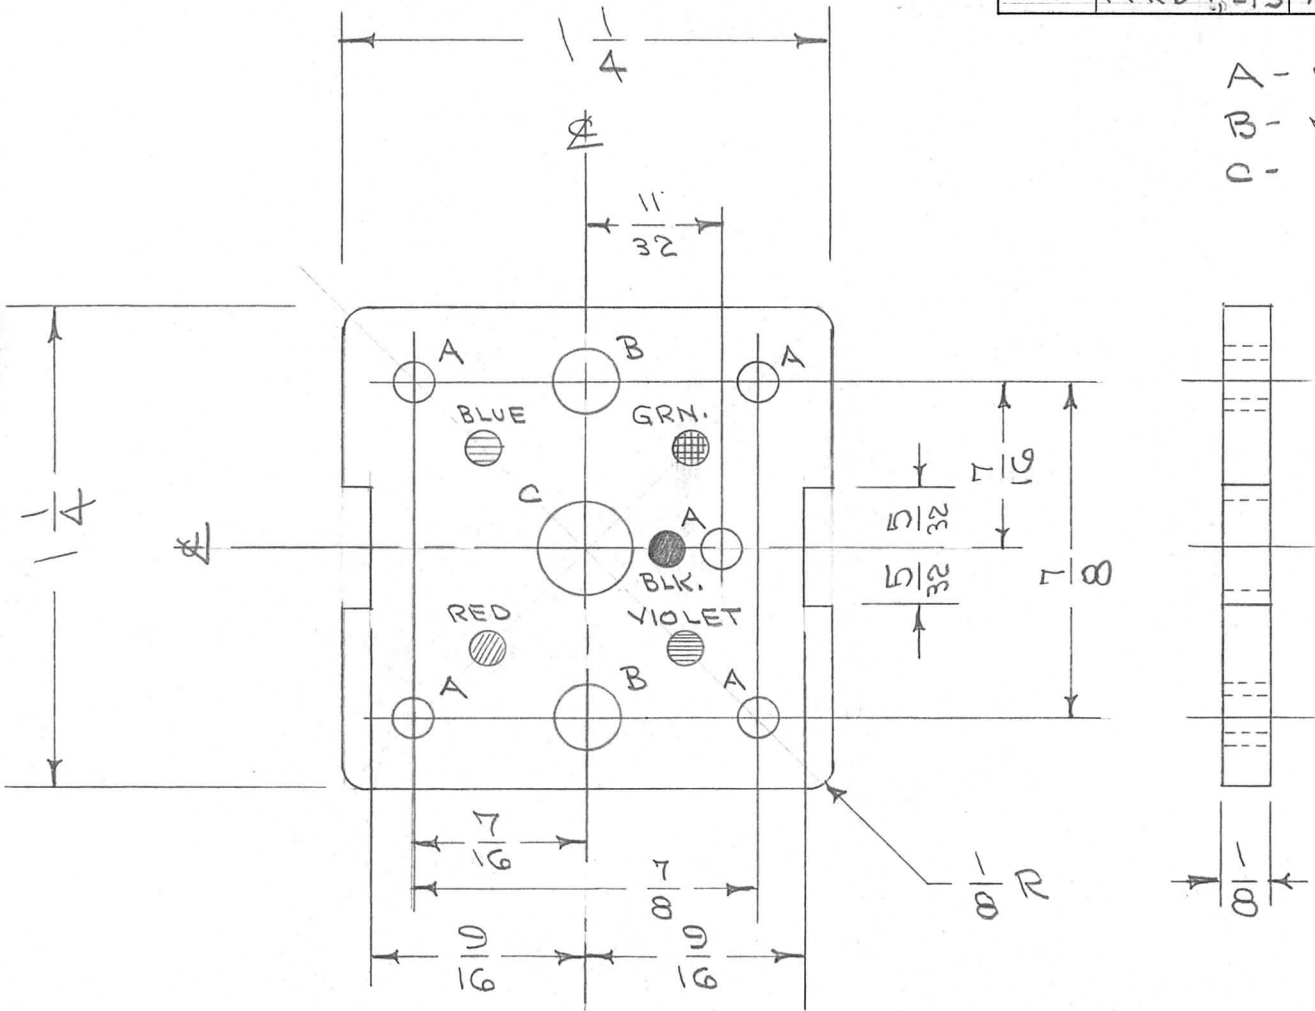 1 1/4
A -
B -
C -
℄
11/32
A
B
A
BLUE
GRN.
7/16
1 1/4
C
A
5/32
℄
5/32
7/8
BLK.
RED
VIOLET
A
B
A
7/16
7/8
1/8 R
1/8
9/16
9/16